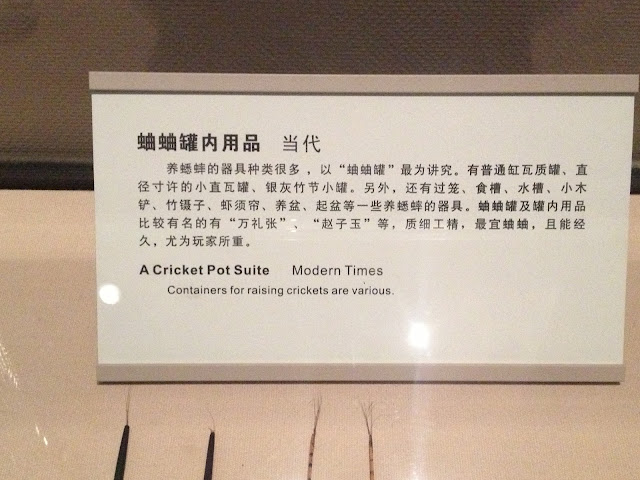 蛐蛐罐内用品 当代
养蟋蟀的器具种类很多，以“蛐蛐罐”最为讲究。有普通缸瓦质罐、直
径寸许的小直瓦罐、银灰竹节小罐。另外，还有过笼、食槽、水槽、小木
铲、竹镊子、虾须帘、养盆、起盆等一些养蟋蟀的器具。蛐蛐罐及罐内用品
比较有名的有“万礼张”、“赵子玉”等，质细工精，最宜蛐蛐，且能经
久，尤为玩家所重。
A Cricket Pot Suite Modern Times
Containers for raising crickets are various.